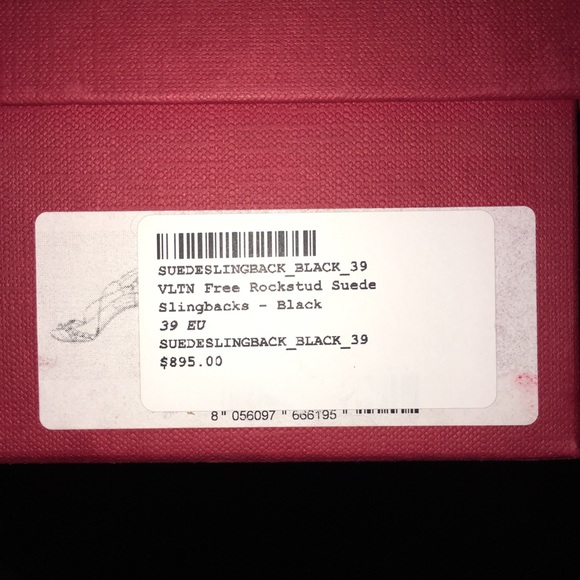 SUEDESLINGBACK_BLACK_39
VLTN Free Rockstud Suede
Slingbacks - Black
39 EU
SUEDESLINGBACK_BLACK_39
$895.00
8 056097 666195